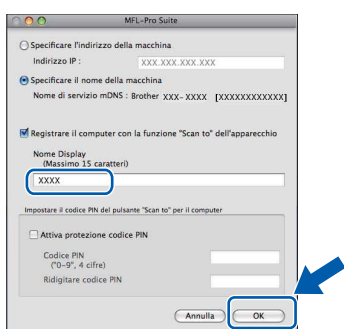 MFL-Pro Suite
Specificare l'indirizzo della macchina
Indirizzo IP : XXX.XXX.XXX.XXX
Specificare il nome della macchina
Nome di servizio mDNS : Brother XXX-XXXX [XXXXXXXXXXXX]
Registrare il computer con la funzione "Scan to" dell'apparecchio
Nome Display
(Massimo 15 caratteri)
XXXX
Impostare il codice PIN del pulsante "Scan to" per il computer
Attiva protezione codice PIN
Codice PIN
("0-9", 4 cifre)
Ridigitare codice PIN
Annulla OK